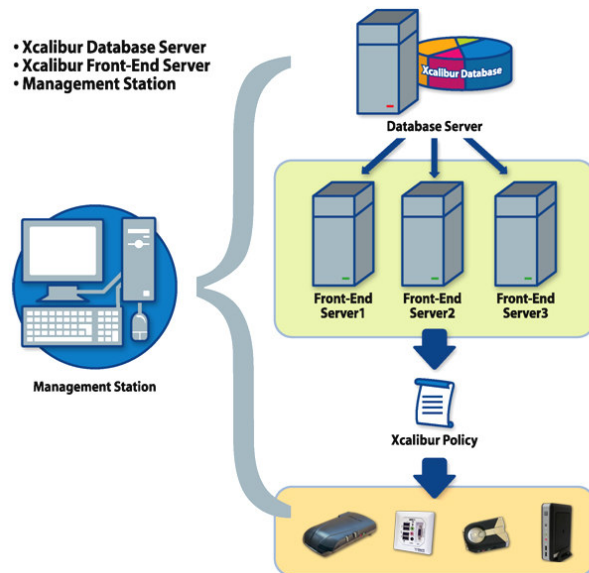 • Xcalibur Database Server
• Xcalibur Front-End Server
• Management Station
Xcalibur Database
Database Server
Front-End
Server1
Front-End
Server2
Front-End
Server3
Management Station
Xcalibur Policy